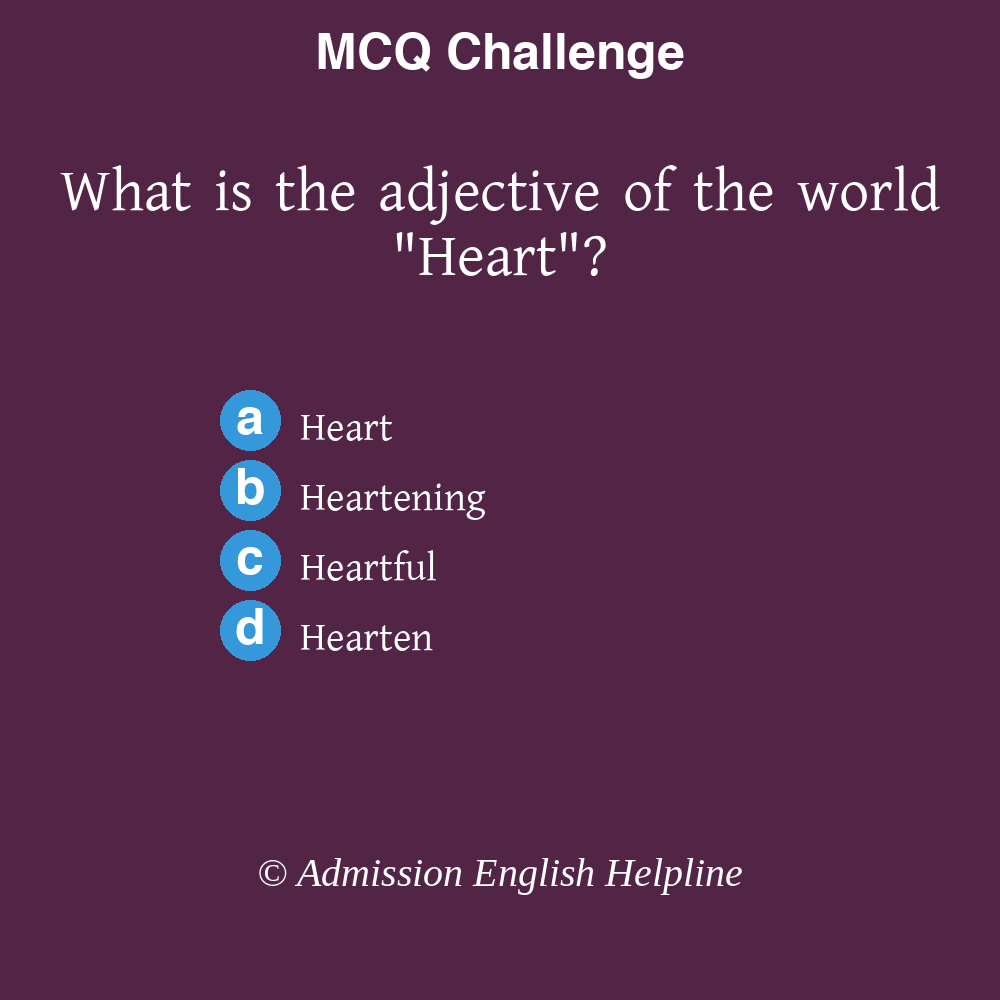 MCQ Challenge
What is the adjective of the world
"Heart"?
a Heart
b Heartening
c Heartful
d Hearten
© Admission English Helpline